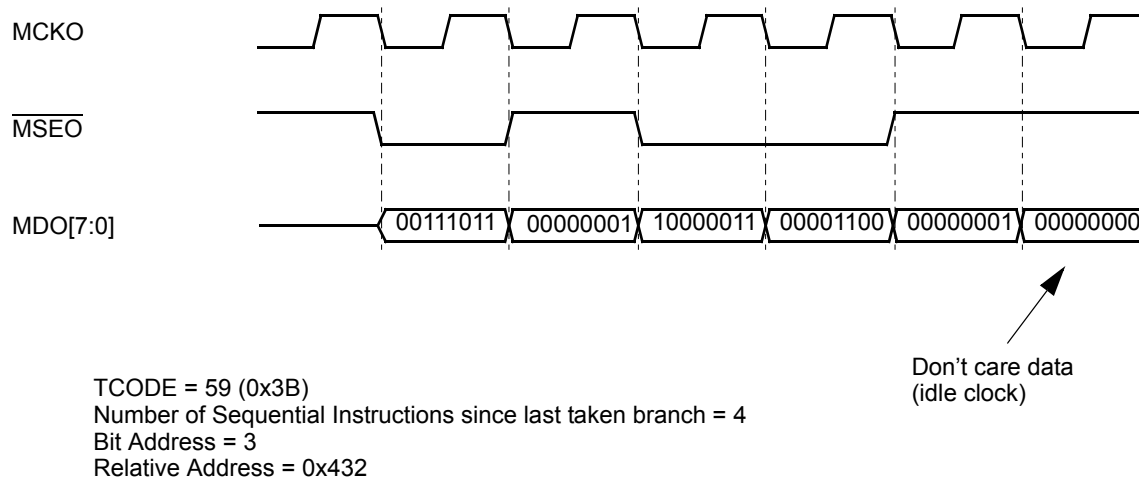 MCKO
MSEO
MDO[7:0]
00111011 00000001 10000011 00001100 00000001 00000000
Don't care data
(idle clock)
TCODE = 59 (0x3B)
Number of Sequential Instructions since last taken branch = 4
Bit Address = 3
Relative Address = 0x432